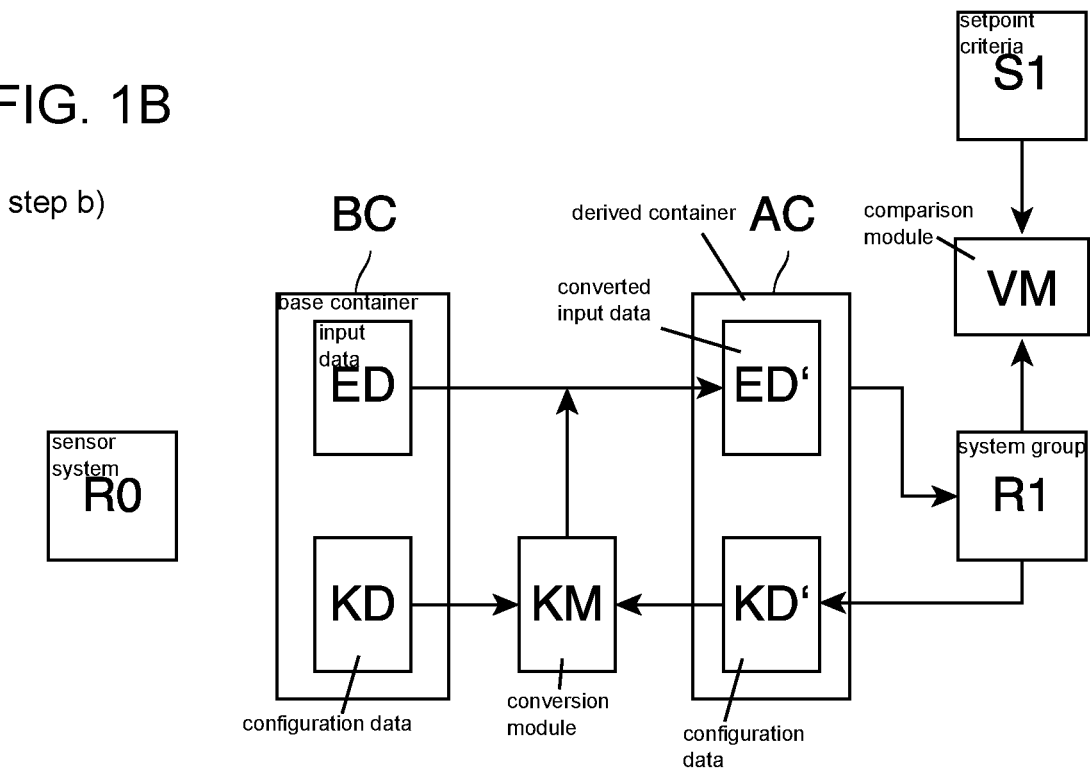 setpoint
criteria
S1
FIG. 1B
step b)
BC
derived container
AC
comparison
module
VM
converted
input data
base container
input
data
ED
ED‘
sensor
system
R0
system group
R1
KD
KM
KD‘
configuration data
conversion
module
configuration
data